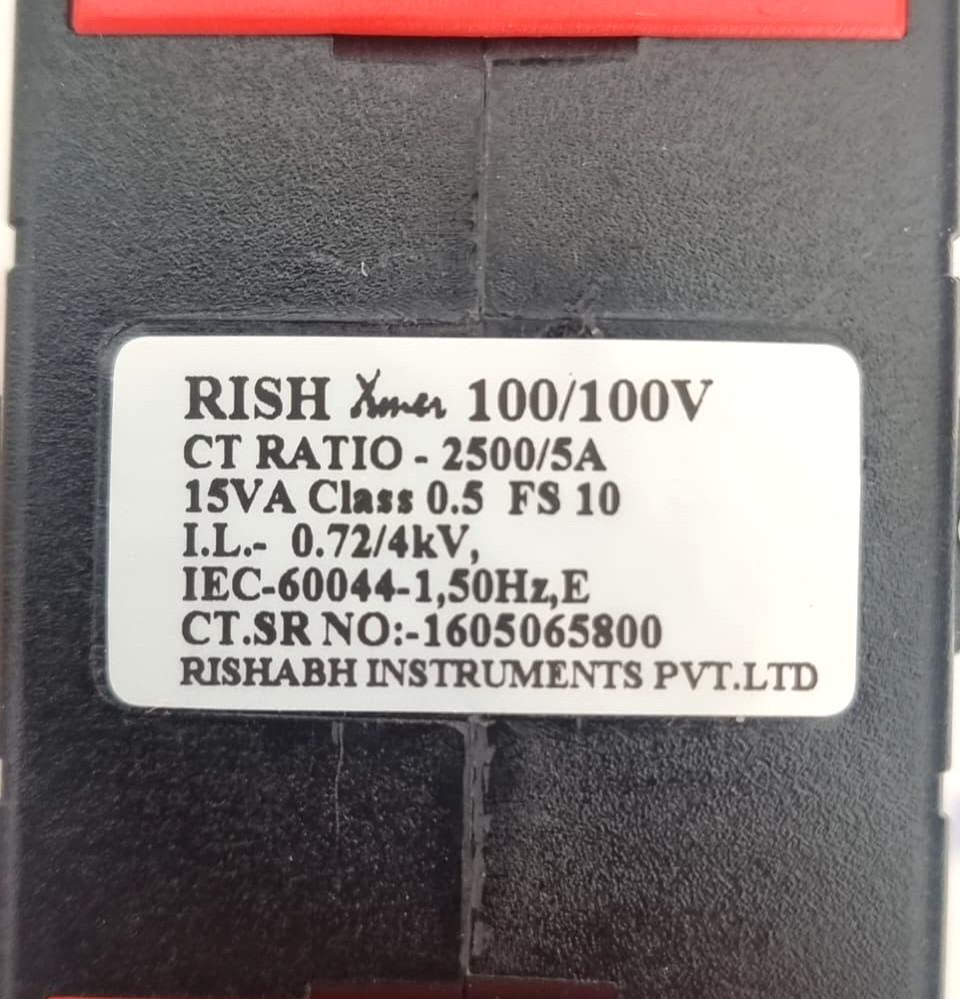 RISH Xmer 100/100V
CT RATIO - 2500/5A
15VA Class 0.5 FS 10
I.L.- 0.72/4kV,
IEC-60044-1,50Hz,E
CT.SR NO:-1605065800
RISHABH INSTRUMENTS PVT.LTD